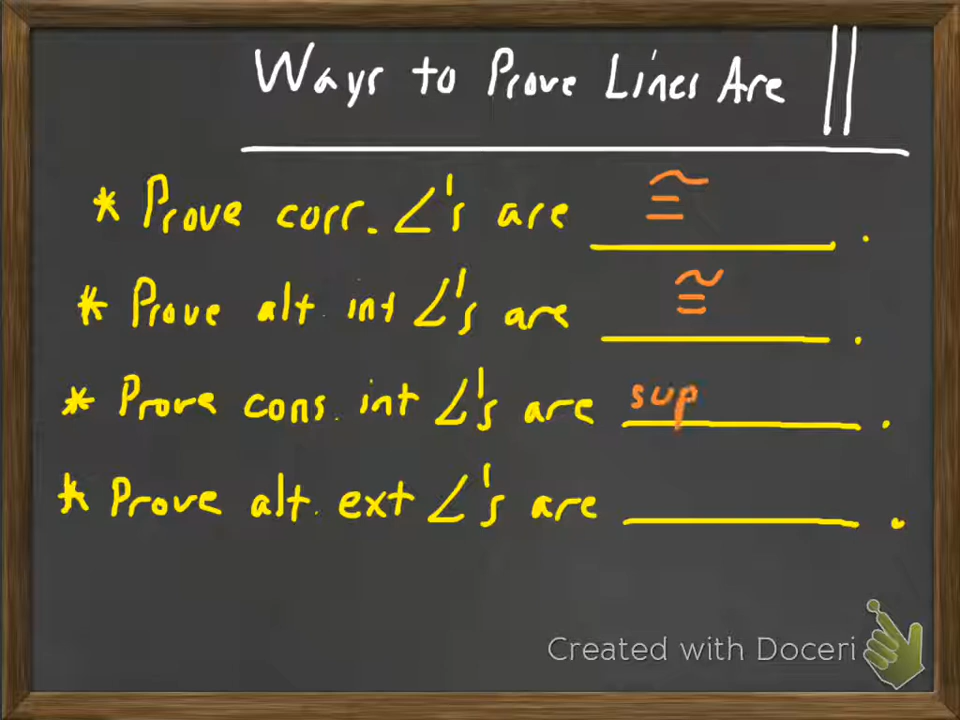 Ways to Prove Lines Are ||
* Prove corr. ∠'s are ≅.
* Prove alt. int ∠'s are ≅.
* Prove cons. int ∠'s are sup.
* Prove alt. ext ∠'s are ______.
Created with Doceri